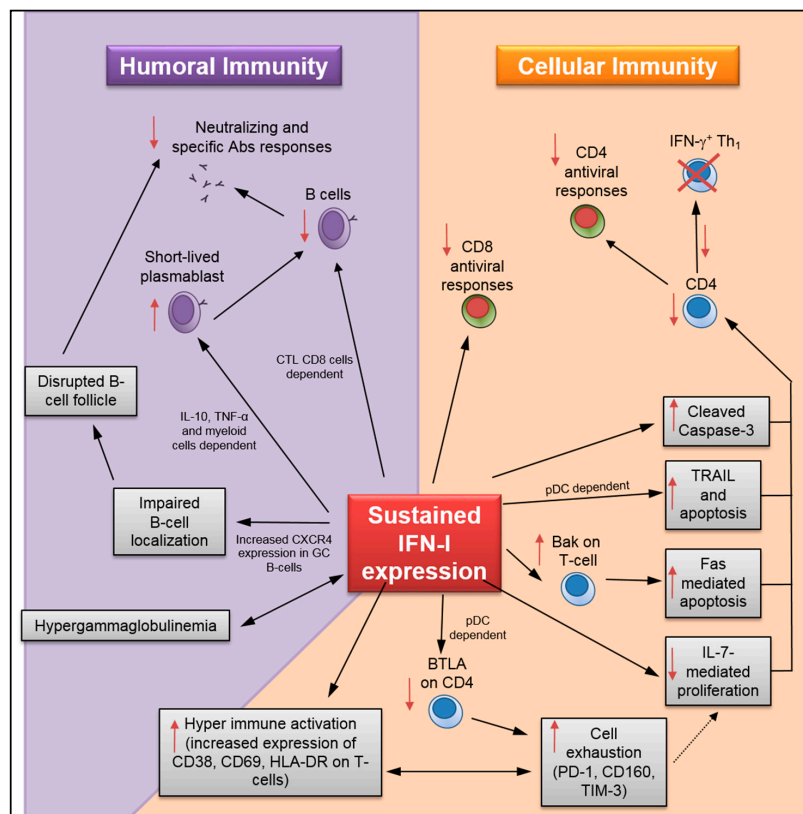 Humoral Immunity
Cellular Immunity
Neutralizing and
specific Abs responses
B cells
Short-lived
plasmablast
CTL CD8 cells
dependent
Disrupted B-
cell follicle
IL-10, TNF-α
and myeloid
cells dependent
Impaired
B-cell
localization
Increased CXCR4
expression in GC
B-cells
Hypergammaglobulinemia
Sustained
IFN-I
expression
CD8
antiviral
responses
CD4
antiviral
responses
IFN-γ⁺ Th₁
CD4
Cleaved
Caspase-3
pDC dependent
TRAIL
and
apoptosis
Bak on
T-cell
Fas
mediated
apoptosis
IL-7-
mediated
proliferation
pDC
dependent
BTLA
on CD4
Hyper immune activation
(increased expression of
CD38, CD69, HLA-DR on T-
cells)
Cell
exhaustion
(PD-1, CD160,
TIM-3)